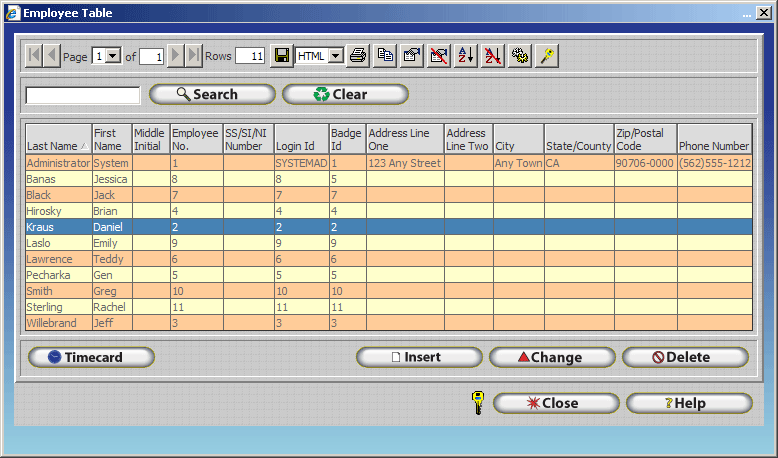 Employee Table
Page 1 of 1 Rows 11 HTML
Search Clear
Last Name First Name Middle Initial Employee No. SS/SI/NI Number Login Id Badge Id Address Line One Address Line Two City State/County Zip/Postal Code Phone Number
Administrator System 1 SYSTEMAD 1 123 Any Street Any Town CA 90706-0000 (562)555-1212
Banas Jessica 8 8 5
Black Jack 7 7 7
Hirosky Brian 4 4 4
Kraus Daniel 2 2 2
Laslo Emily 9 9 9
Lawrence Teddy 6 6 6
Pecharka Gen 5 5 5
Smith Greg 10 10 10
Sterling Rachel 11 11 11
Willebrand Jeff 3 3 3
Timecard Insert Change Delete
Close Help